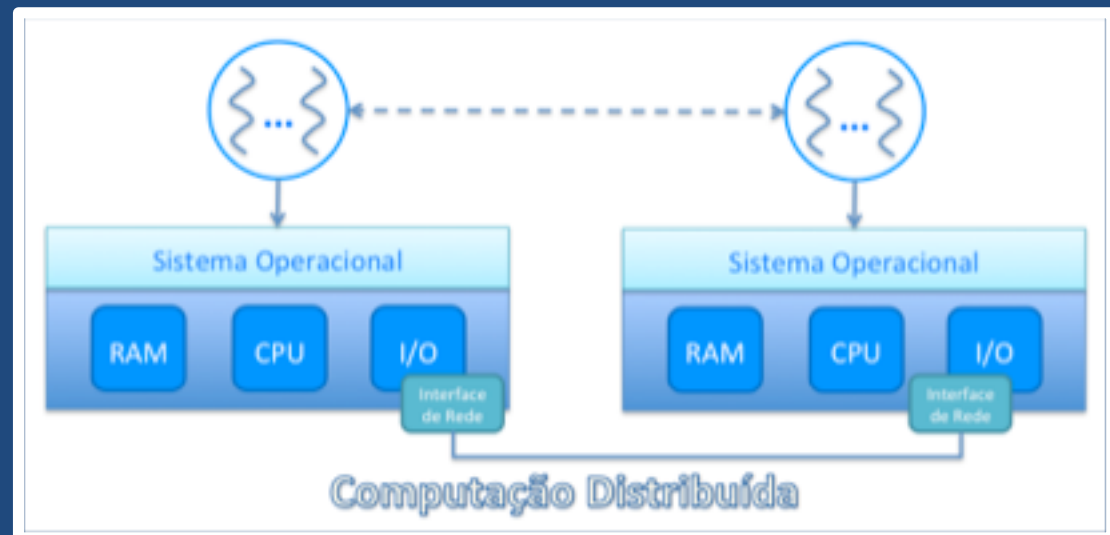 ... ...
Sistema Operacional Sistema Operacional
RAM CPU I/O RAM CPU I/O
Interface Interface
de Rede de Rede
Computação Distribuída